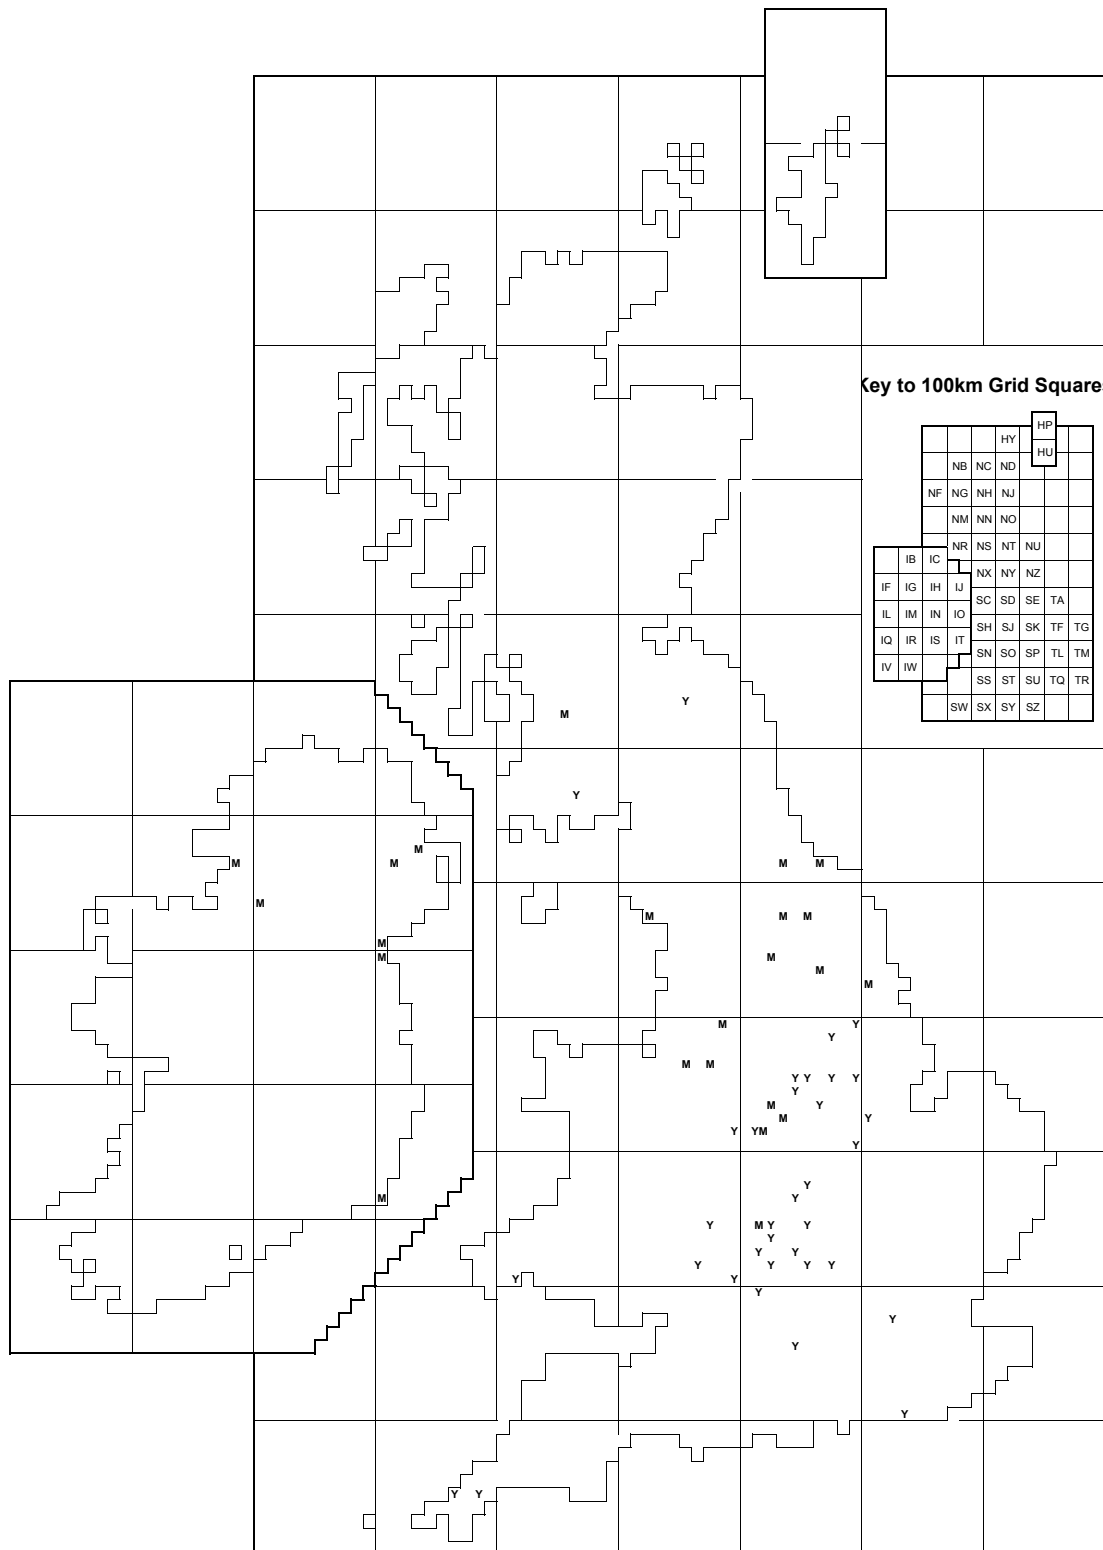 Key to 100km Grid Squares
HP
HY
HU
NB NC ND
NF NG NH NJ
NM NN NO
NR NS NT NU
IB IC
NX NY NZ
IF IG IH IJ
SC SD SE TA
IL IM IN IO
SH SJ SK TF TG
IQ IR IS IT
SN SO SP TL TM
IV IW
SS ST SU TQ TR
SW SX SY SZ
Y
M
Y
M
M M M M
M
M M M
M
M M
M
M
M Y
Y
M M
Y Y Y Y
Y
M Y
M Y
Y YM
Y
Y
M Y
Y M Y Y
Y
Y Y
Y Y Y Y
Y Y
Y
Y
Y
Y
Y Y